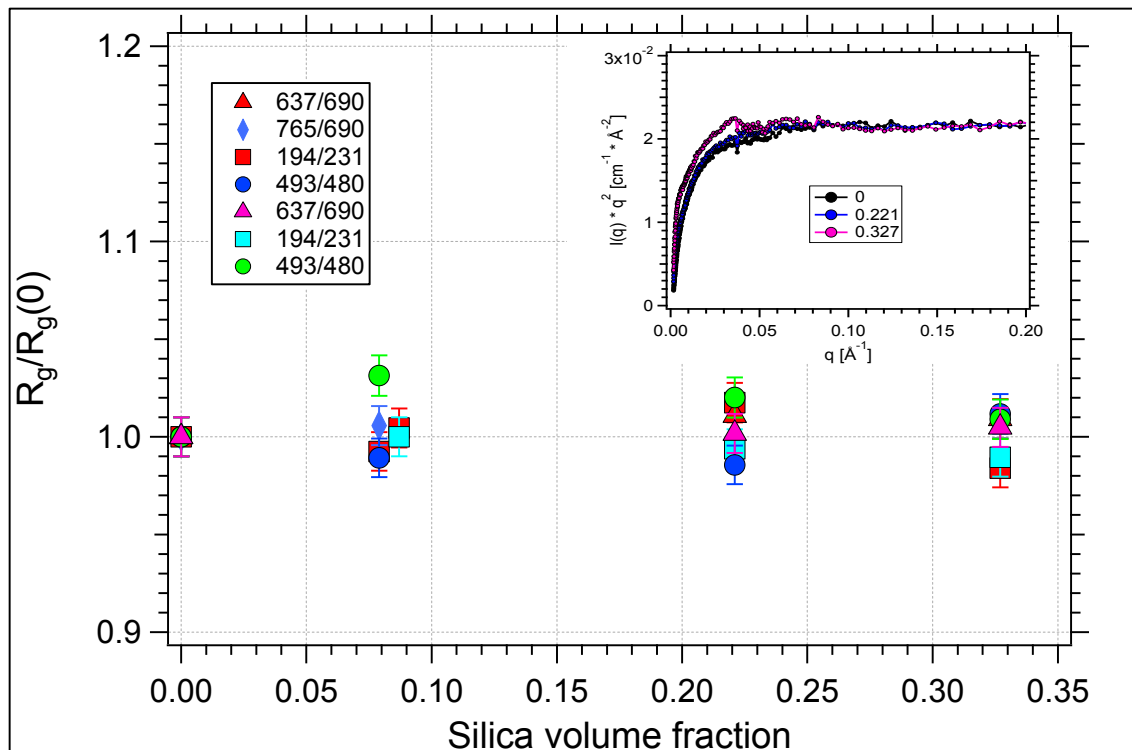 1.2
1.1
1.0
0.9
R_g/R_g(0)
637/690
765/690
194/231
493/480
637/690
194/231
493/480
3x10⁻²
2
1
0
I(q) * q² [cm⁻¹ * Å⁻²]
0
0.221
0.327
0.00 0.05 0.10 0.15 0.20
q [Å⁻¹]
0.00 0.05 0.10 0.15 0.20 0.25 0.30 0.35
Silica volume fraction